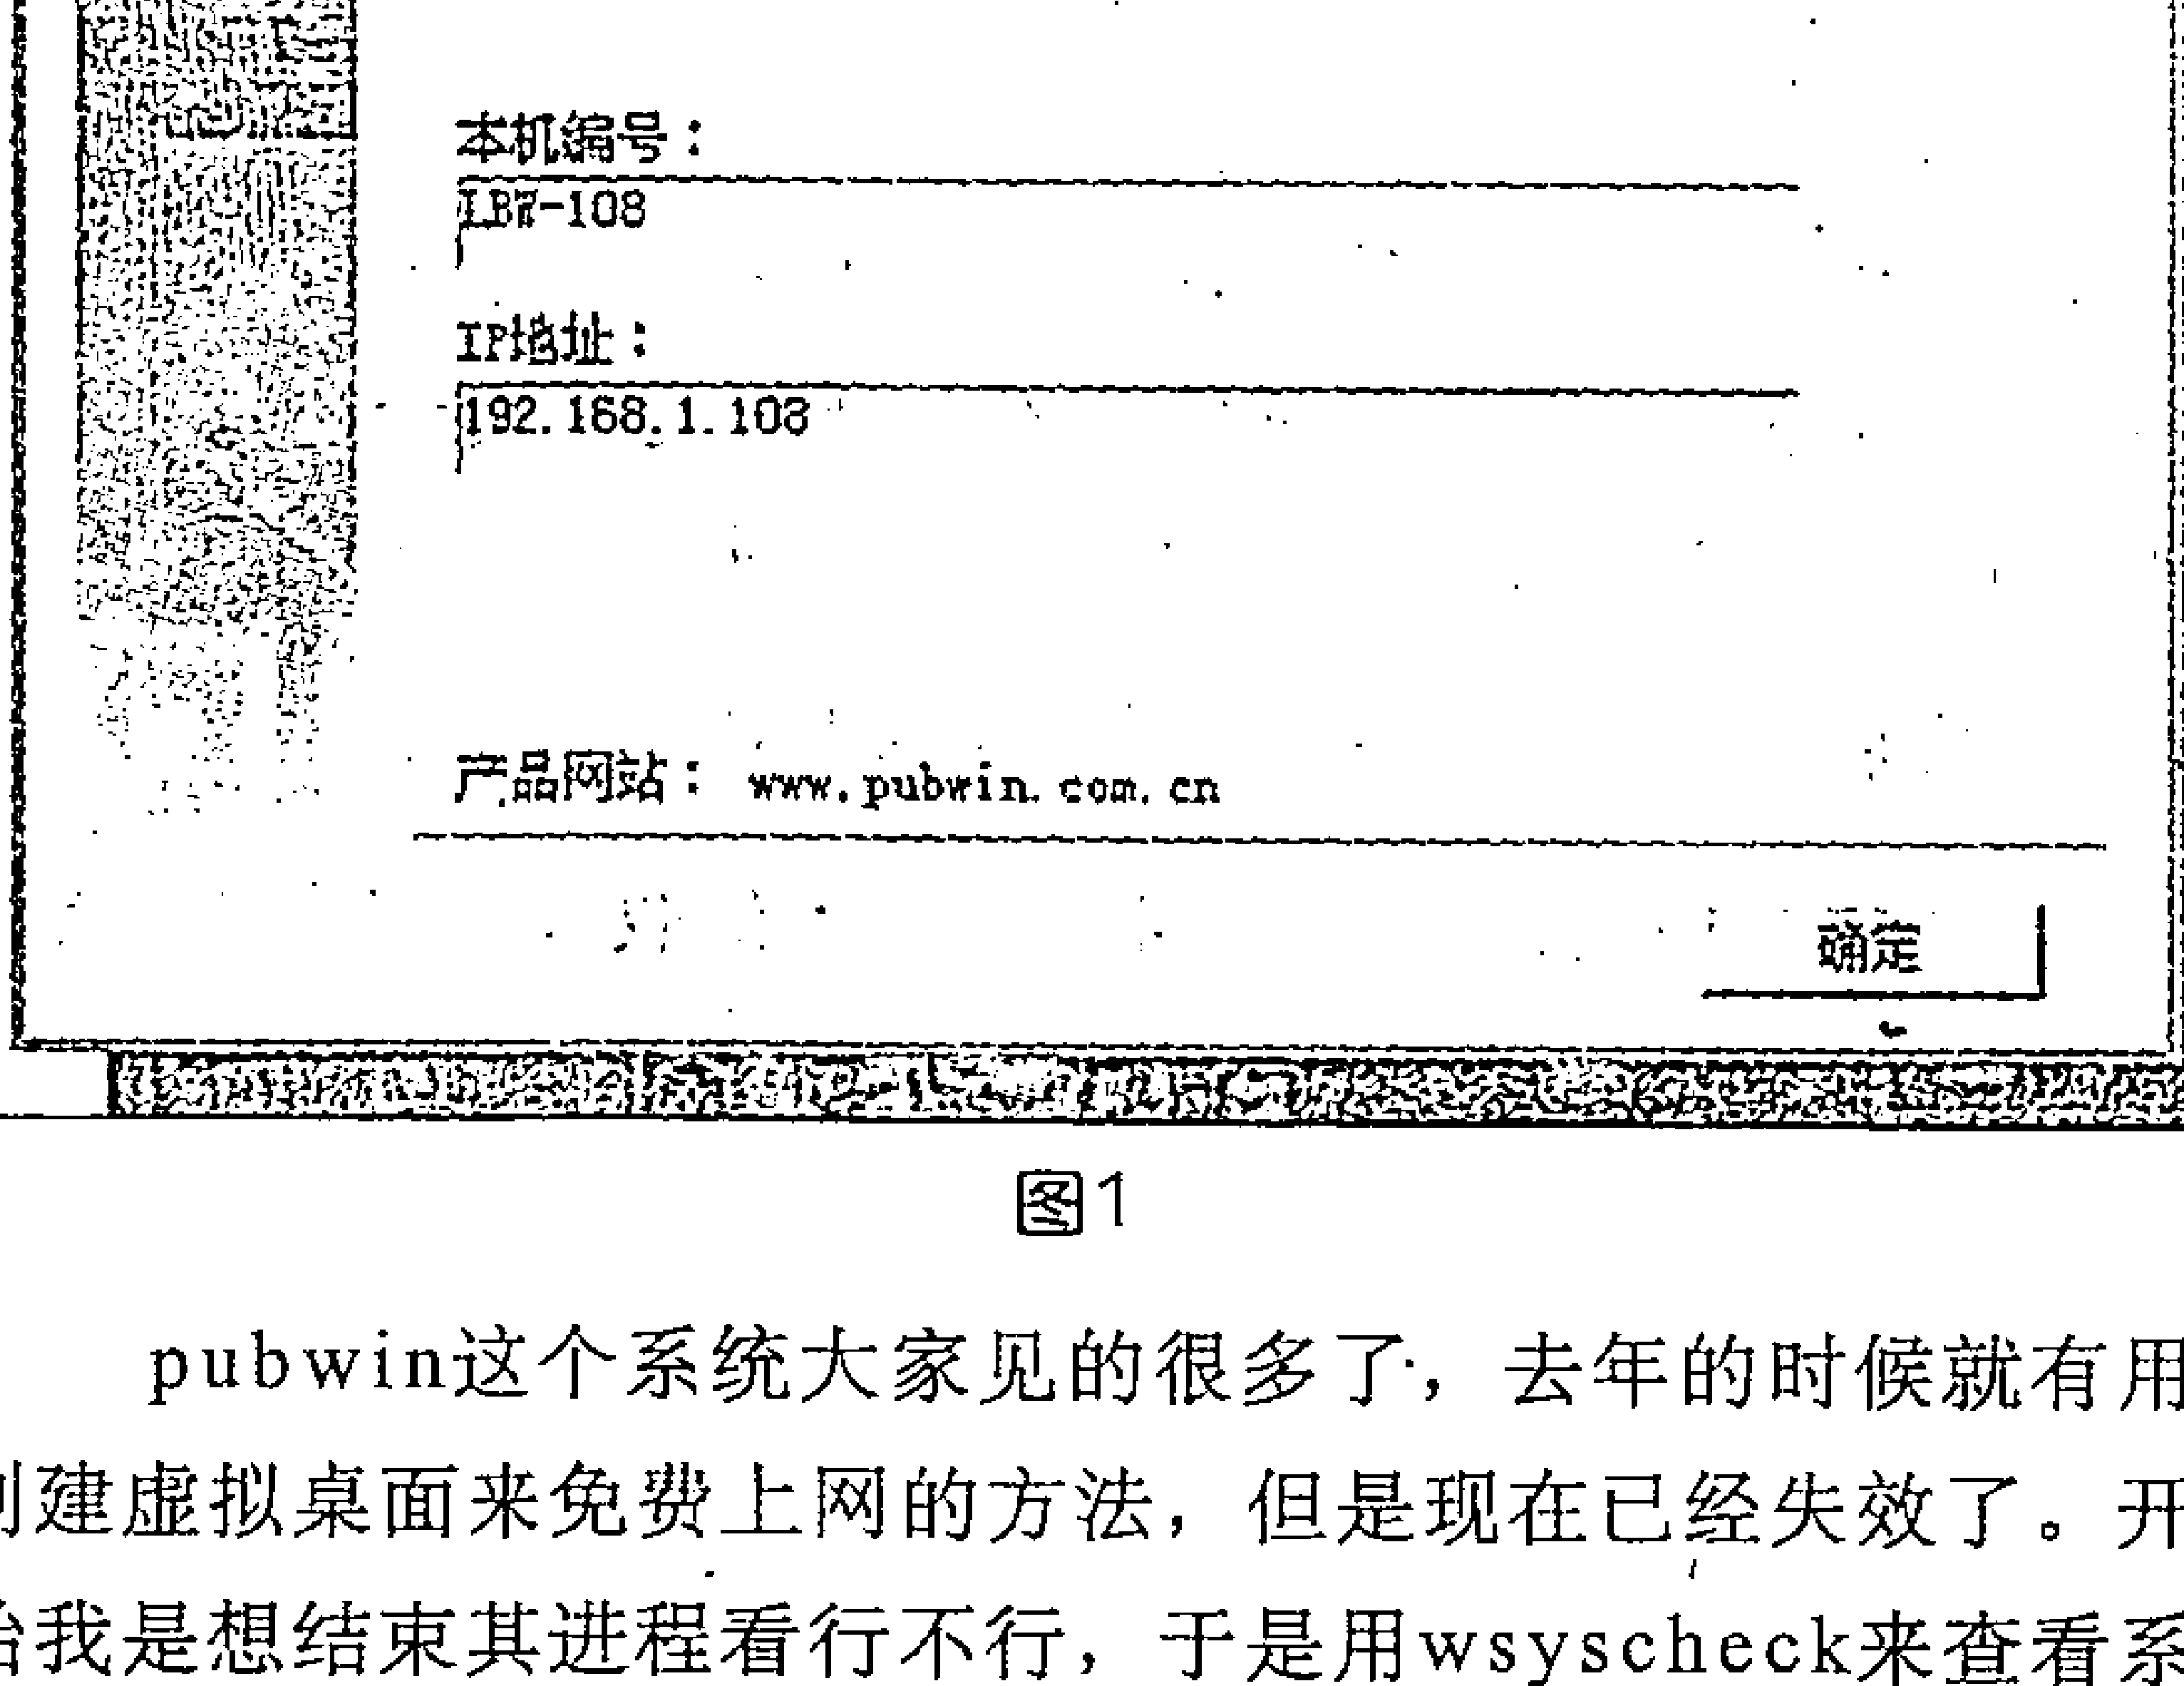 本机编号：
LBW-108
IP地址：
192.168.1.108
产品网站： www.pubwin.com.cn
确定
图1
pubwin这个系统大家见的很多了，去年的时候就有用
创建虚拟桌面来免费上网的方法，但是现在已经失效了。开
始我是想结束其进程看行不行，于是用wsyscheck来查看系